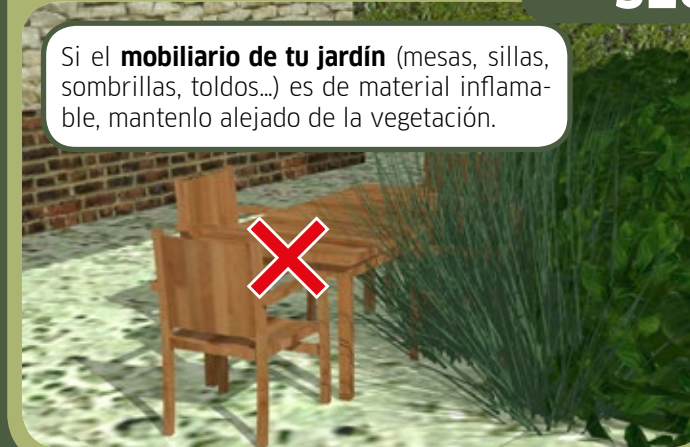 Si el mobiliario de tu jardín (mesas, sillas,
sombrillas, toldos...) es de material inflama-
ble, mantenlo alejado de la vegetación.